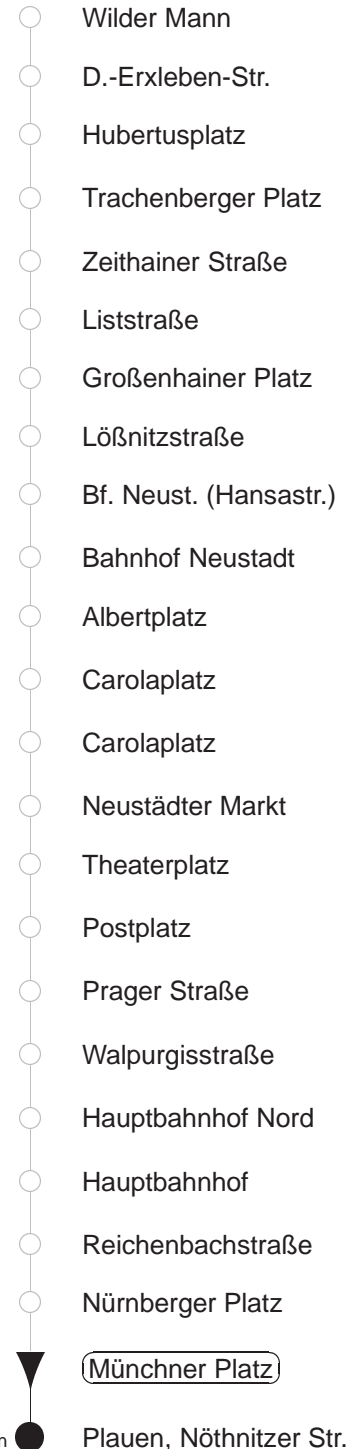 Wilder Mann
D.-Erxleben-Str.
Hubertusplatz
Trachenberger Platz
Zeithainer Straße
Liststraße
Großenhainer Platz
Lößnitzstraße
Bf. Neust. (Hansastr.)
Bahnhof Neustadt
Albertplatz
Carolaplatz
Carolaplatz
Neustädter Markt
Theaterplatz
Postplatz
Prager Straße
Walpurgisstraße
Hauptbahnhof Nord
Hauptbahnhof
Reichenbachstraße
Nürnberger Platz
Münchner Platz
Plauen, Nöthnitzer Str.